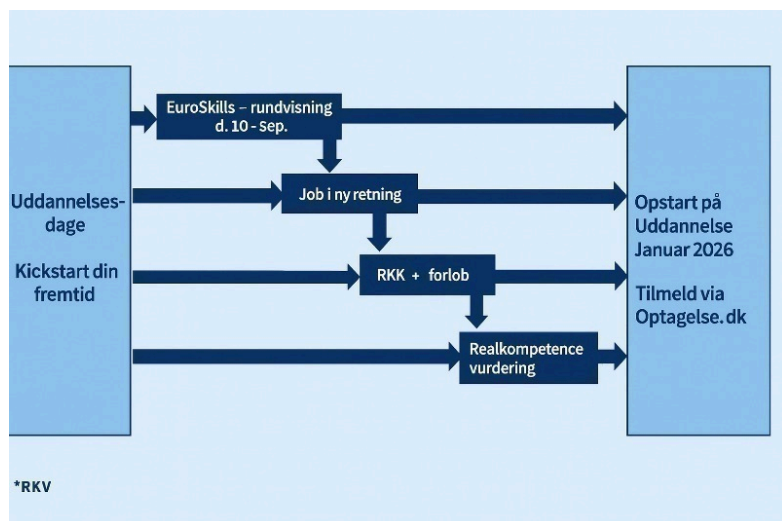 EuroSkills – rundvisning
d. 10 - sep.
Uddannelses-
dage
Kickstart din
fremtid
Job i ny retning
RKK + forlob
Realkompetence
vurdering
Opstart på
Uddannelse
Januar 2026
Tilmeld via
Optagelse.dk
*RKV